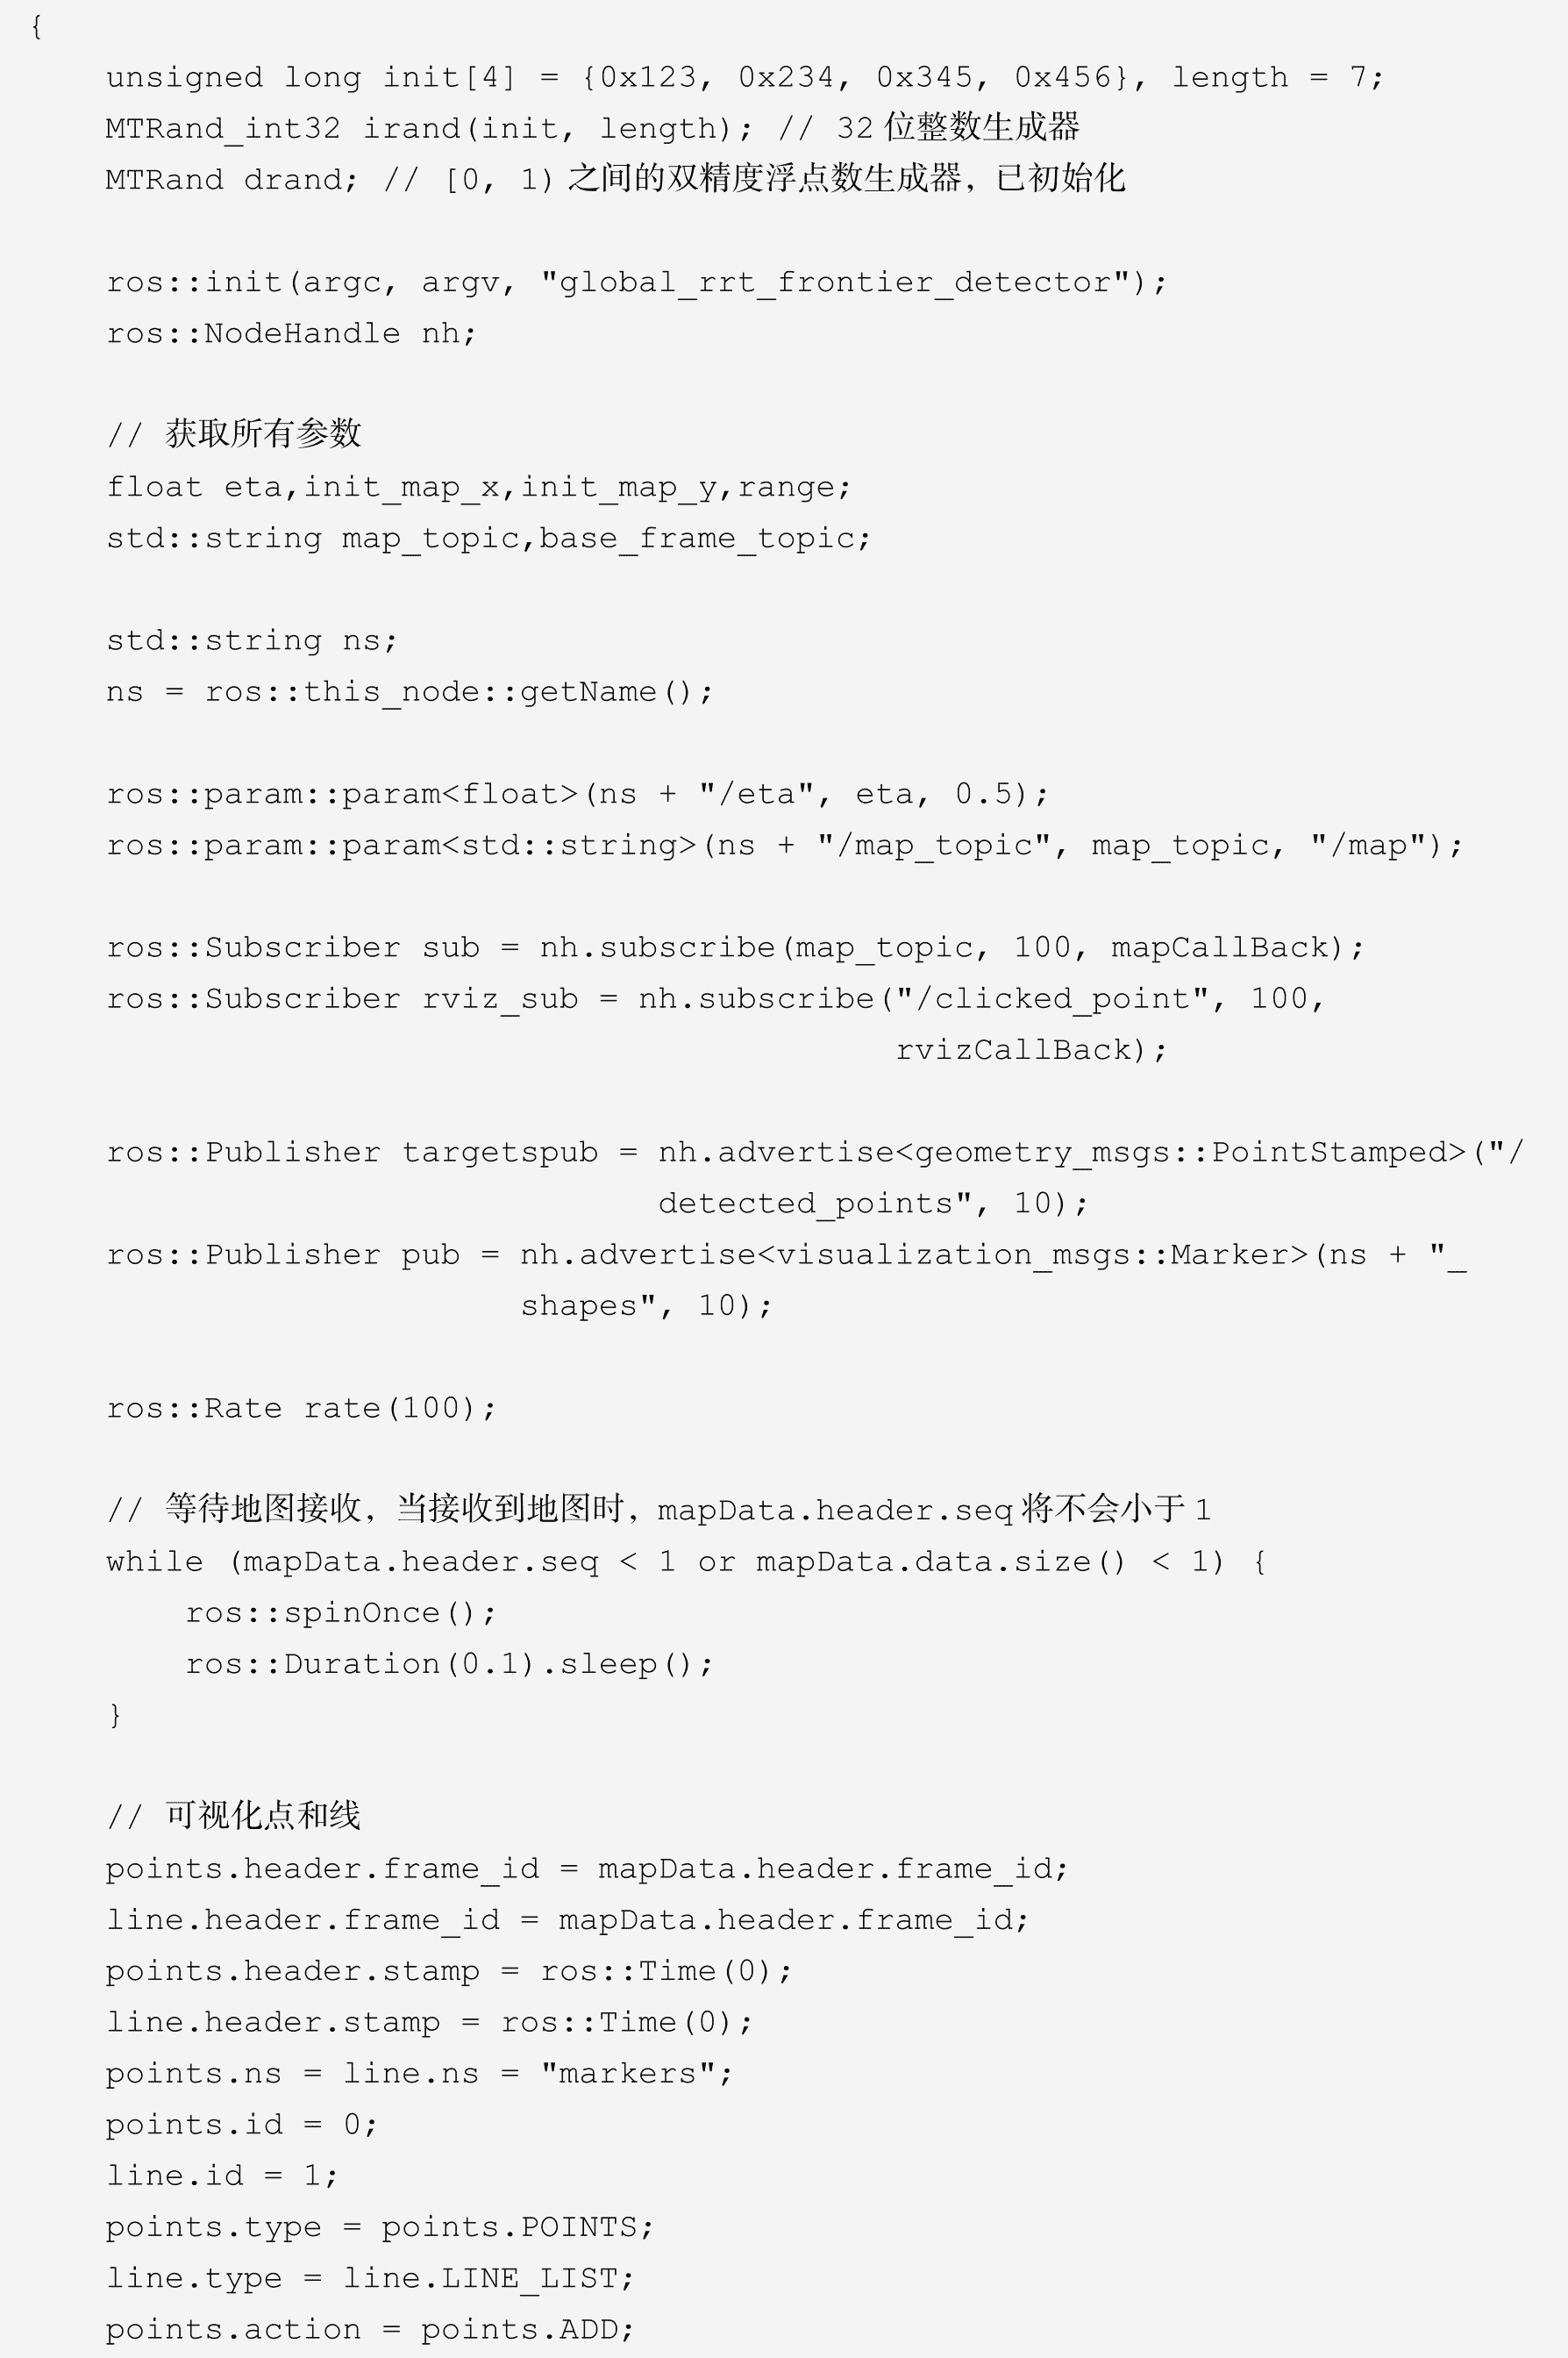 {
unsigned long init[4] = {0x123, 0x234, 0x345, 0x456}, length = 7;
MTRand_int32 irand(init, length); // 32 位整数生成器
MTRand drand; // [0, 1) 之间的双精度浮点数生成器，已初始化
ros::init(argc, argv, "global_rrt_frontier_detector");
ros::NodeHandle nh;
// 获取所有参数
float eta,init_map_x,init_map_y,range;
std::string map_topic,base_frame_topic;
std::string ns;
ns = ros::this_node::getName();
ros::param::param<float>(ns + "/eta", eta, 0.5);
ros::param::param<std::string>(ns + "/map_topic", map_topic, "/map");
ros::Subscriber sub = nh.subscribe(map_topic, 100, mapCallBack);
ros::Subscriber rviz_sub = nh.subscribe("/clicked_point", 100,
rvizCallBack);
ros::Publisher targetspub = nh.advertise<geometry_msgs::PointStamped>("/
detected_points", 10);
ros::Publisher pub = nh.advertise<visualization_msgs::Marker>(ns + "_
shapes", 10);
ros::Rate rate(100);
// 等待地图接收，当接收到地图时，mapData.header.seq 将不会小于 1
while (mapData.header.seq < 1 or mapData.data.size() < 1) {
ros::spinOnce();
ros::Duration(0.1).sleep();
}
// 可视化点和线
points.header.frame_id = mapData.header.frame_id;
line.header.frame_id = mapData.header.frame_id;
points.header.stamp = ros::Time(0);
line.header.stamp = ros::Time(0);
points.ns = line.ns = "markers";
points.id = 0;
line.id = 1;
points.type = points.POINTS;
line.type = line.LINE_LIST;
points.action = points.ADD;